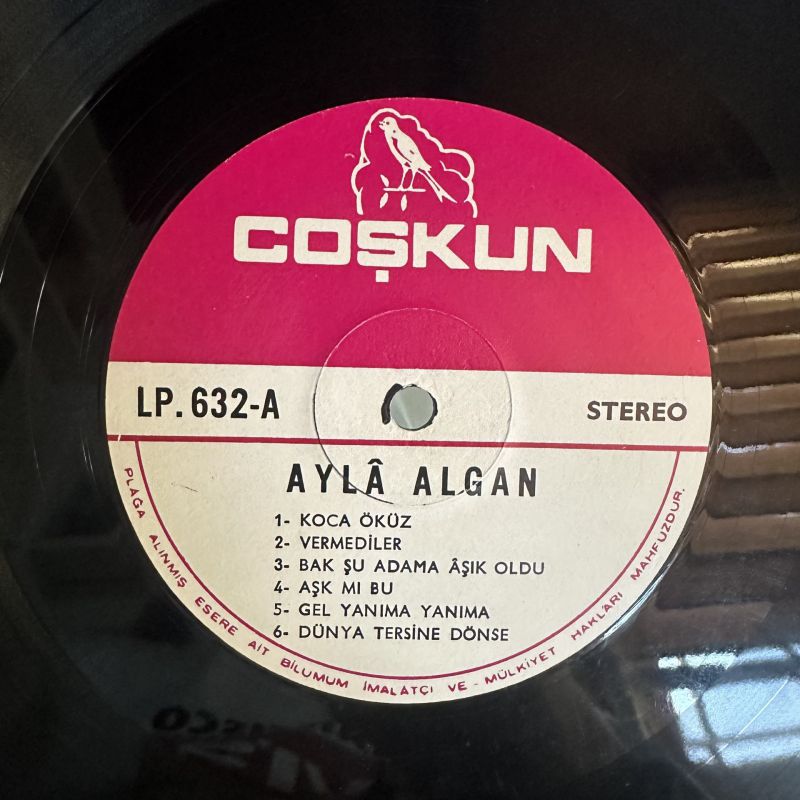 COŞKUN
LP. 632-A
STEREO
AYLÂ ALGAN
1- KOCA ÖKÜZ
2- VERMEDİLER
3- BAK ŞU ADAMA ÂŞIK OLDU
4- AŞK MI BU
5- GEL YANIMA YANIMA
6- DÜNYA TERSİNE DÖNSE
PLÂĞA ALINMIŞ ESERE AİT BİLUMUM İMALÂTÇI VE - MÜLKİYET HAKLARI MAHFUZDUR.